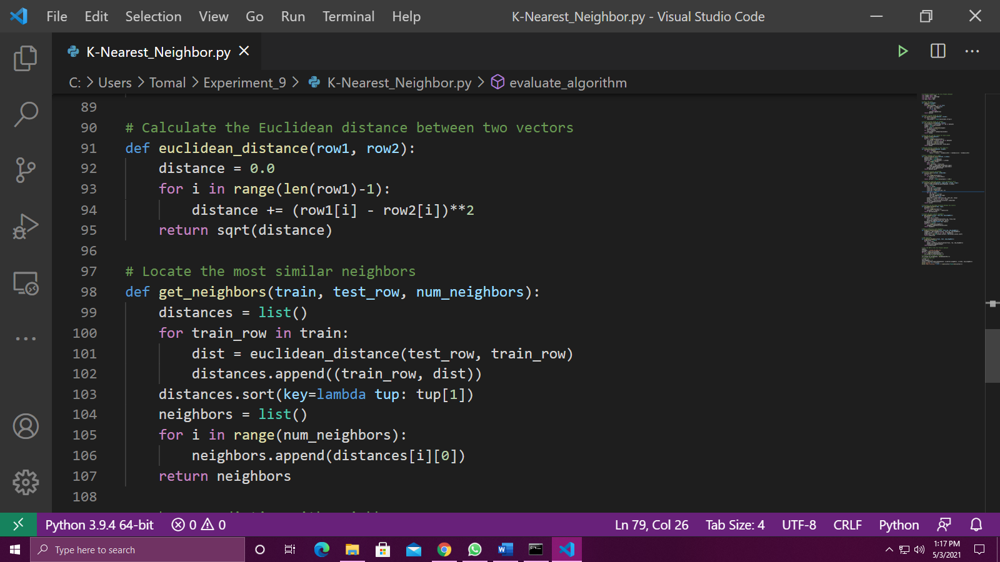 File Edit Selection View Go Run Terminal Help K-Nearest_Neighbor.py - Visual Studio Code
K-Nearest_Neighbor.py
C: > Users > Tomal > Experiment_9 > K-Nearest_Neighbor.py > evaluate_algorithm
89
90 # Calculate the Euclidean distance between two vectors
91 def euclidean_distance(row1, row2):
92 distance = 0.0
93 for i in range(len(row1)-1):
94 distance += (row1[i] - row2[i])**2
95 return sqrt(distance)
96
97 # Locate the most similar neighbors
98 def get_neighbors(train, test_row, num_neighbors):
99 distances = list()
100 for train_row in train:
101 dist = euclidean_distance(test_row, train_row)
102 distances.append((train_row, dist))
103 distances.sort(key=lambda tup: tup[1])
104 neighbors = list()
105 for i in range(num_neighbors):
106 neighbors.append(distances[i][0])
107 return neighbors
108
Python 3.9.4 64-bit 0 0 Ln 79, Col 26 Tab Size: 4 UTF-8 CRLF Python
Type here to search
1:17 PM
5/3/2021